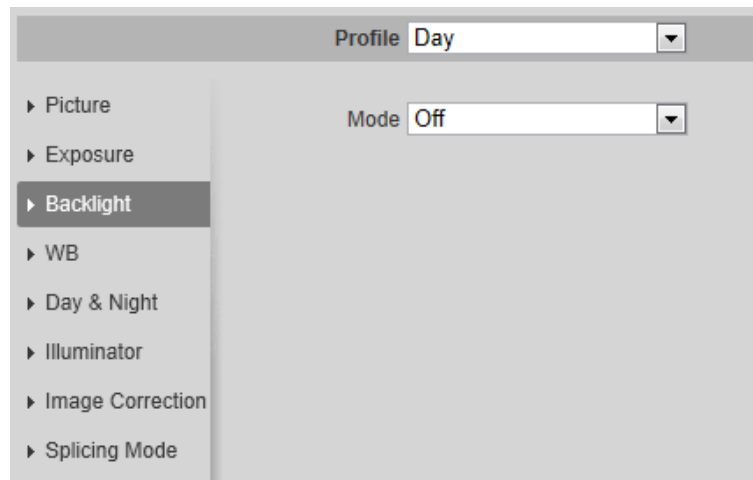 Profile Day
Picture
Mode Off
Exposure
Backlight
WB
Day & Night
Illuminator
Image Correction
Splicing Mode